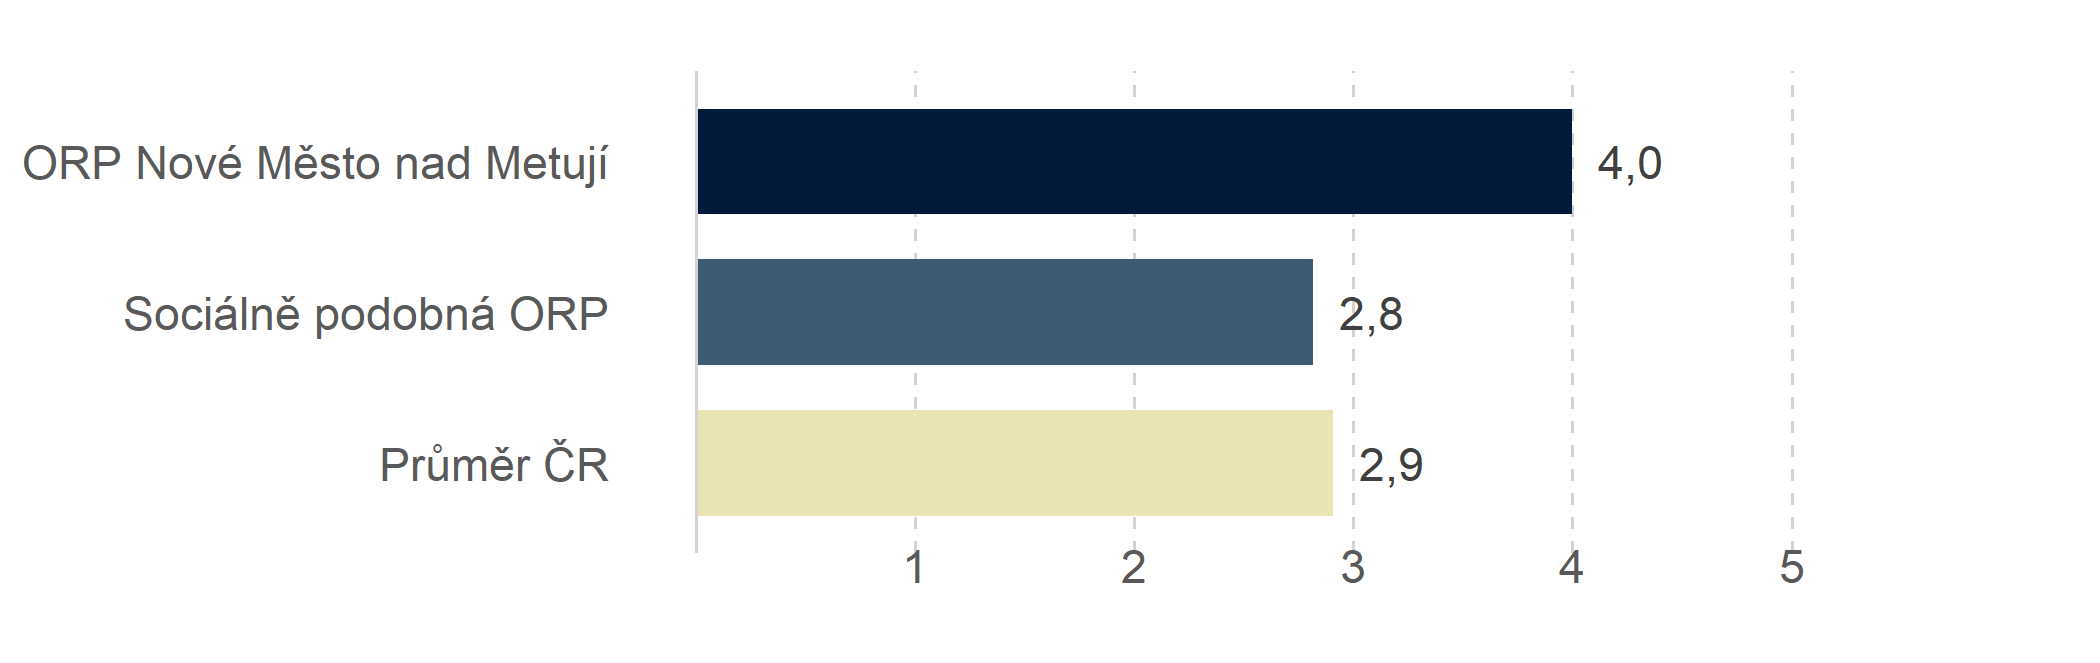 ORP Nové Město nad Metují 4,0
Sociálně podobná ORP 2,8
Průměr ČR 2,9
1 2 3 4 5